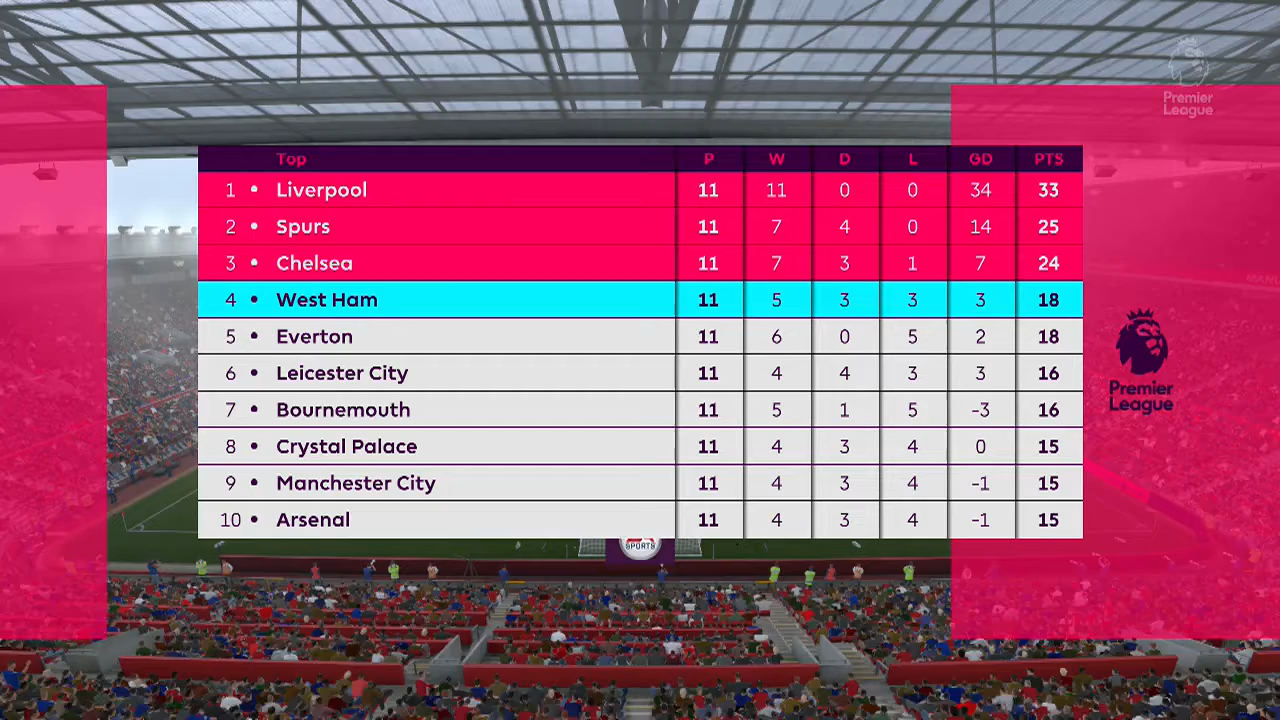 Premier
League
Top P W D L GD PTS
1 • Liverpool 11 11 0 0 34 33
2 • Spurs 11 7 4 0 14 25
3 • Chelsea 11 7 3 1 7 24
4 • West Ham 11 5 3 3 3 18
5 • Everton 11 6 0 5 2 18
6 • Leicester City 11 4 4 3 3 16
7 • Bournemouth 11 5 1 5 -3 16
8 • Crystal Palace 11 4 3 4 0 15
9 • Manchester City 11 4 3 4 -1 15
10 • Arsenal 11 4 3 4 -1 15
Premier
League
SPORTS